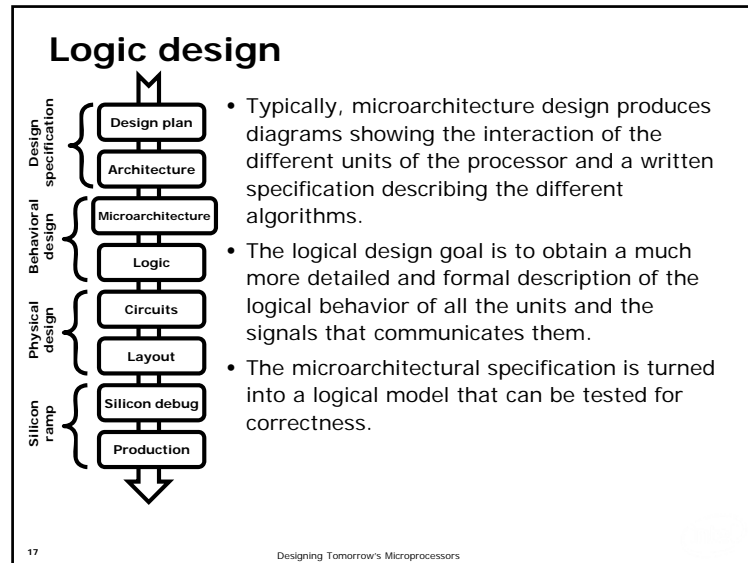 Logic design
Design
specification
Design plan
Architecture
Behavioral
design
Microarchitecture
Logic
Physical
design
Circuits
Layout
Silicon
ramp
Silicon debug
Production
• Typically, microarchitecture design produces
diagrams showing the interaction of the
different units of the processor and a written
specification describing the different
algorithms.
• The logical design goal is to obtain a much
more detailed and formal description of the
logical behavior of all the units and the
signals that communicates them.
• The microarchitectural specification is turned
into a logical model that can be tested for
correctness.
17
Designing Tomorrow's Microprocessors